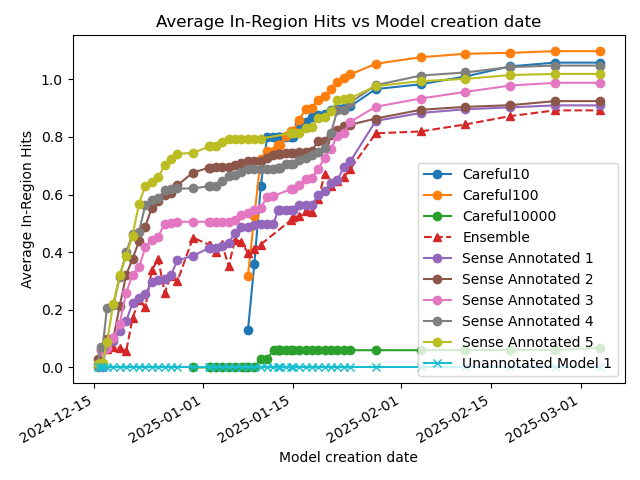 Average In-Region Hits vs Model creation date
Average In-Region Hits
1.0
0.8
0.6
0.4
0.2
0.0
Careful10
Careful100
Careful10000
Ensemble
Sense Annotated 1
Sense Annotated 2
Sense Annotated 3
Sense Annotated 4
Sense Annotated 5
Unannotated Model 1
2024-12-15
2025-01-01
2025-01-15
2025-02-01
2025-02-15
2025-03-01
Model creation date